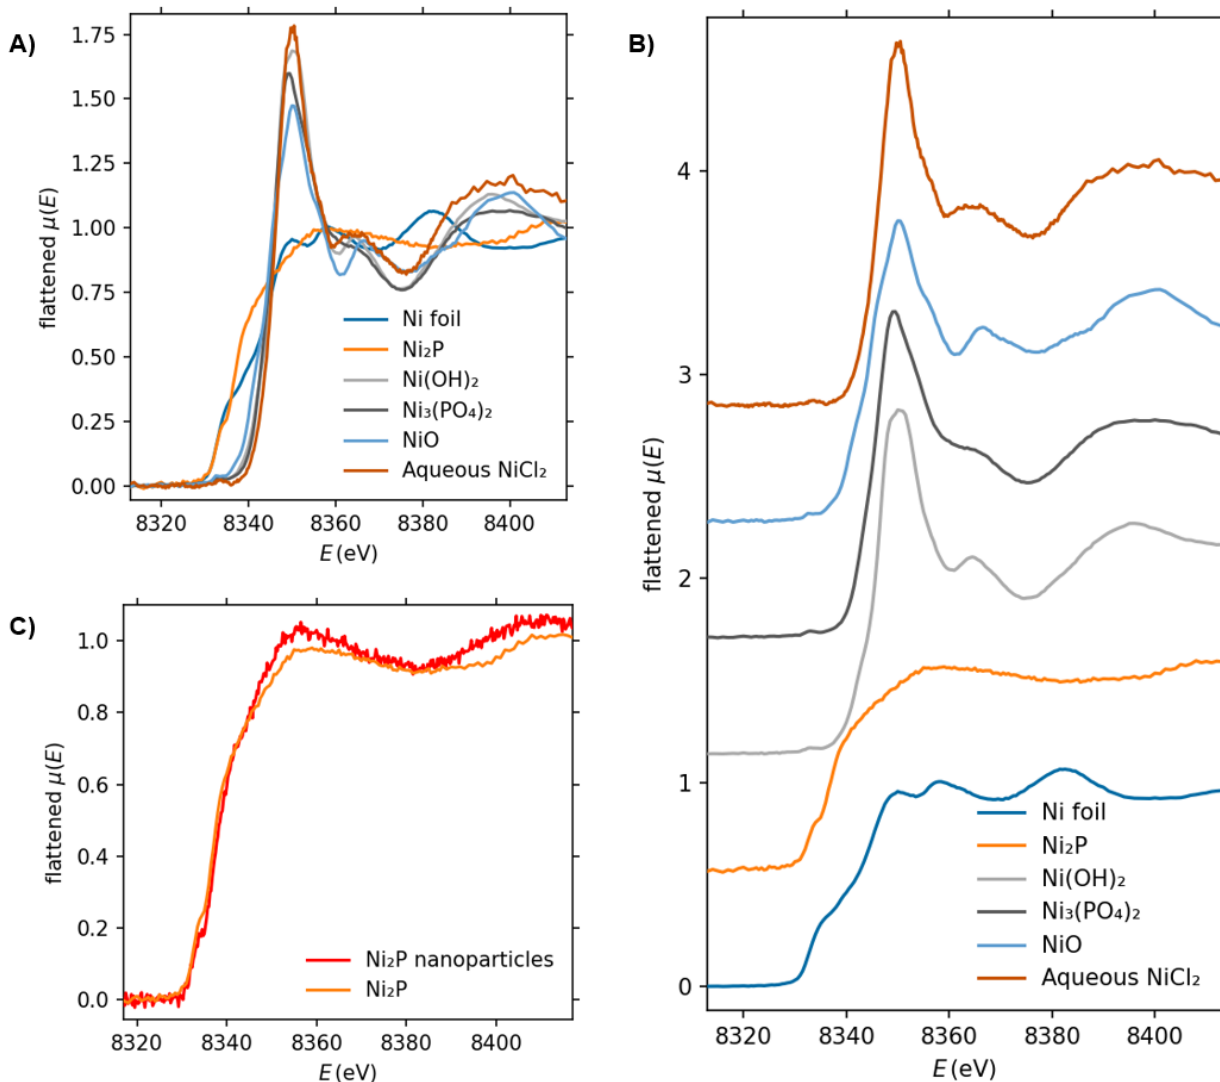 A)
1.75
1.50
1.25
1.00
0.75
0.50
0.25
0.00
flattened μ(E)
Ni foil
Ni₂P
Ni(OH)₂
Ni₃(PO₄)₂
NiO
Aqueous NiCl₂
8320 8340 8360 8380 8400
E (eV)
B)
4
3
2
1
0
flattened μ(E)
Ni foil
Ni₂P
Ni(OH)₂
Ni₃(PO₄)₂
NiO
Aqueous NiCl₂
8320 8340 8360 8380 8400
E (eV)
C)
1.0
0.8
0.6
0.4
0.2
0.0
flattened μ(E)
Ni₂P nanoparticles
Ni₂P
8320 8340 8360 8380 8400
E (eV)